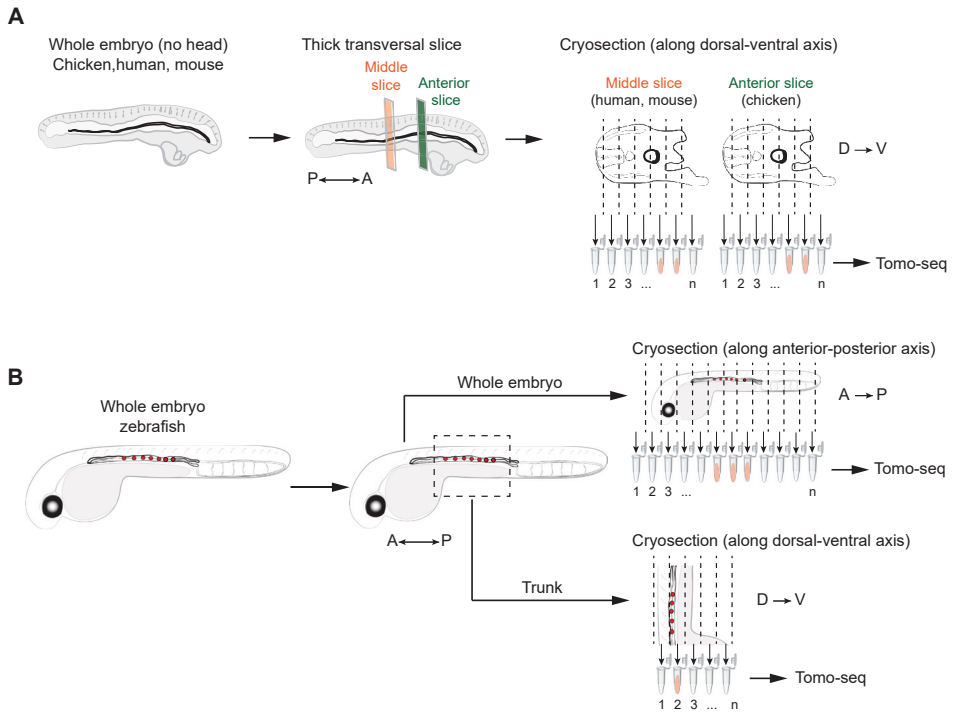 A
Whole embryo (no head)
Chicken,human, mouse
Thick transversal slice
Middle
slice
Anterior
slice
P A
Cryosection (along dorsal-ventral axis)
Middle slice
(human, mouse)
Anterior slice
(chicken)
D V
1 2 3 ... n
1 2 3 ... n
Tomo-seq
B
Whole embryo
zebrafish
A P
Whole embryo
Trunk
Cryosection (along anterior-posterior axis)
A P
1 2 3 ... n
Tomo-seq
Cryosection (along dorsal-ventral axis)
D V
1 2 3 ... n
Tomo-seq